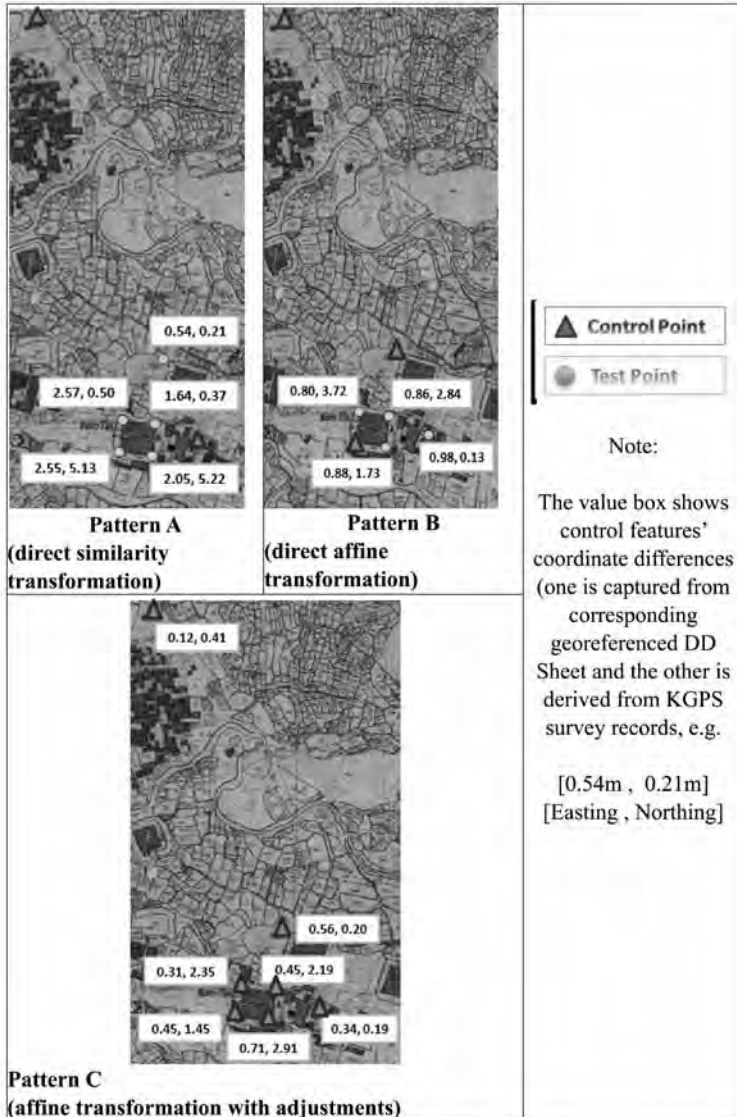 0.54, 0.21
2.57, 0.50
1.64, 0.37
2.55, 5.13
2.05, 5.22
Pattern A
(direct similarity
transformation)
0.80, 3.72
0.86, 2.84
0.98, 0.13
0.88, 1.73
Pattern B
(direct affine
transformation)
Control Point
Test Point
Note:
The value box shows
control features’
coordinate differences
(one is captured from
corresponding
georeferenced DD
Sheet and the other is
derived from KGPS
survey records, e.g.
[0.54m , 0.21m]
[Easting , Northing]
0.12, 0.41
0.56, 0.20
0.31, 2.35
0.45, 2.19
0.45, 1.45
0.34, 0.19
0.71, 2.91
Pattern C
(affine transformation with adjustments)